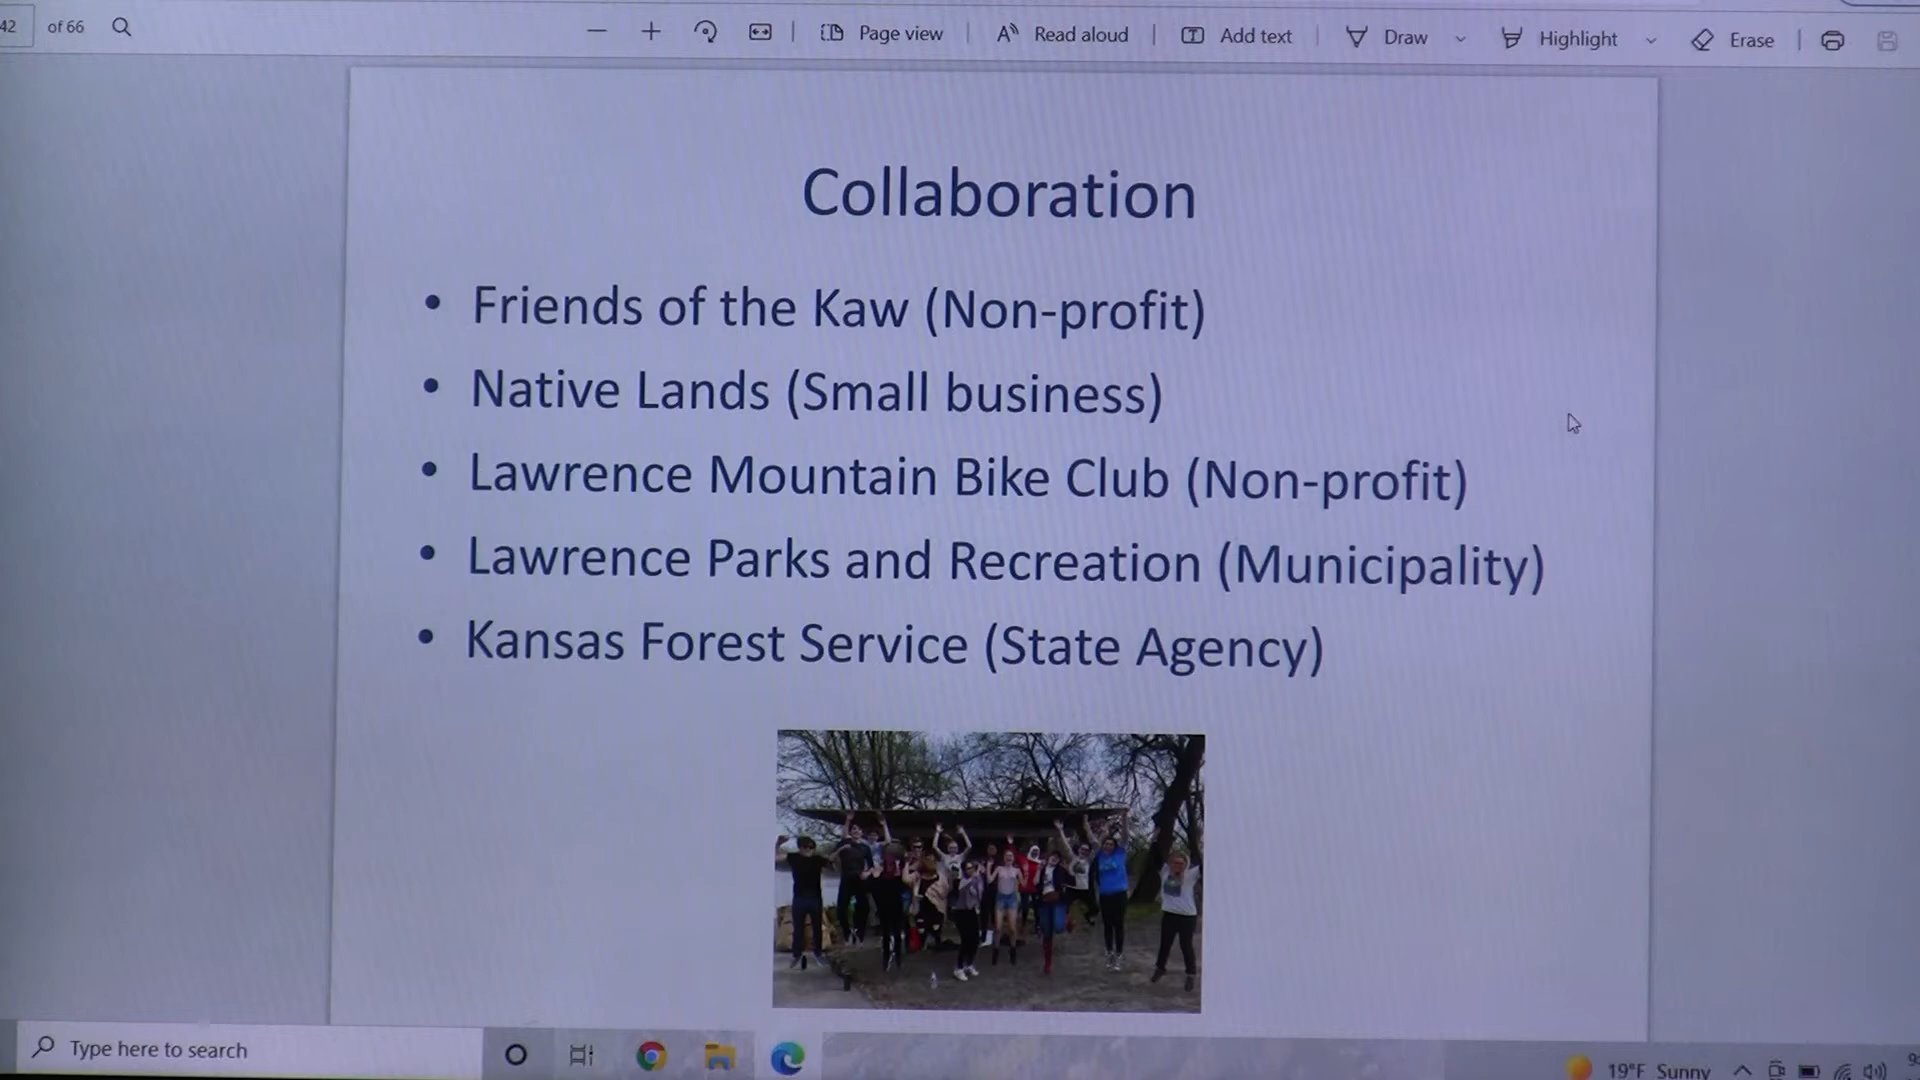 42 of 66 Page view Read aloud Add text Draw Highlight Erase
Collaboration
• Friends of the Kaw (Non-profit)
• Native Lands (Small business)
• Lawrence Mountain Bike Club (Non-profit)
• Lawrence Parks and Recreation (Municipality)
• Kansas Forest Service (State Agency)
Type here to search 19°F Sunny